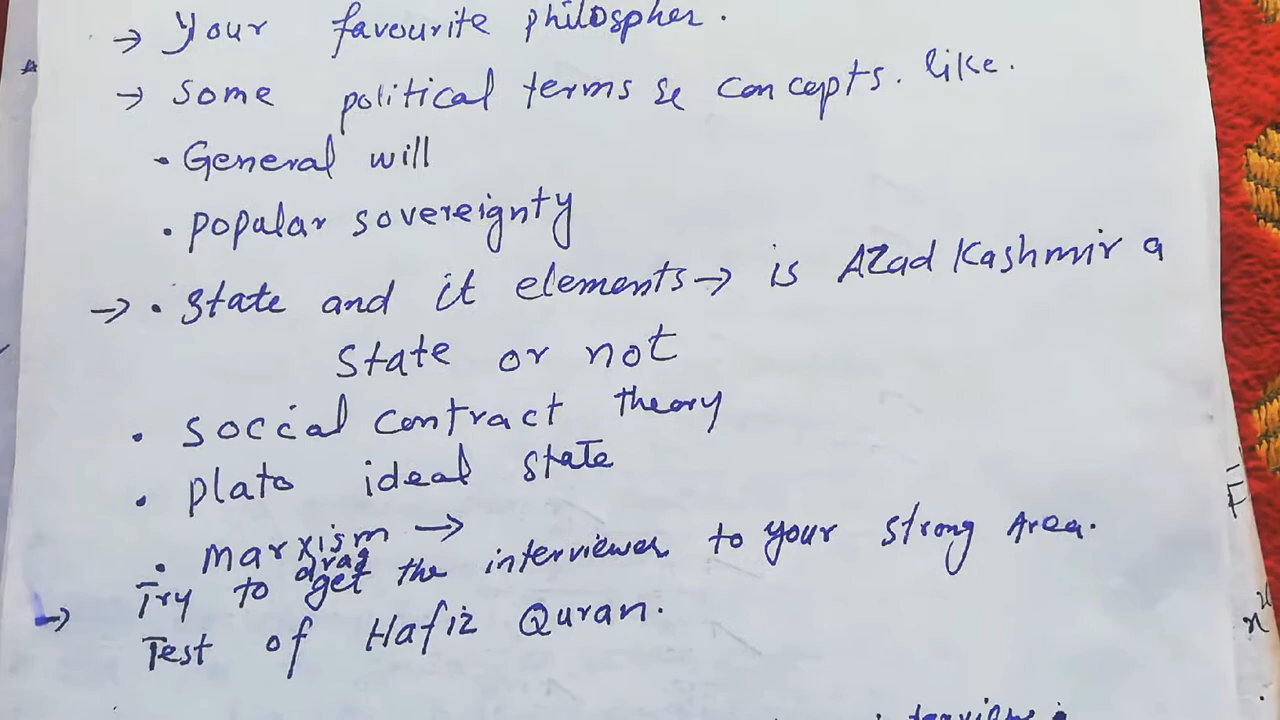 → Your favourite philospher.
→ Some political terms se concepts. like.
• General will
• Popular sovereignty
→ • State and it elements → is Azad Kashmir a
State or not
• Social contract theory
• Plato ideal state
• Marxism →
drag
Try to get the interviewer to your strong Area.
→ Test of Hafiz Quran.